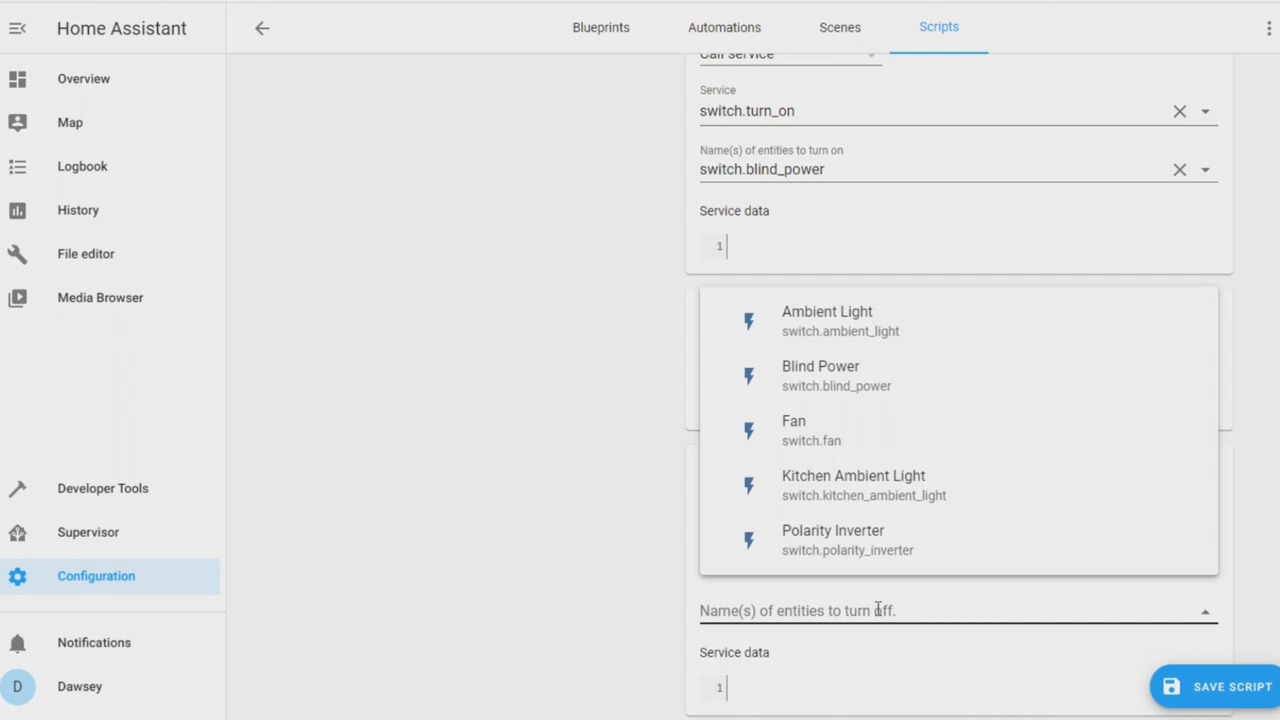 Home Assistant
Blueprints
Automations
Scenes
Scripts
Overview
Map
Logbook
History
File editor
Media Browser
Developer Tools
Supervisor
Configuration
Notifications
D
Dawsey
Call service
Service
switch.turn_on
Name(s) of entities to turn on
switch.blind_power
Service data
1
Ambient Light
switch.ambient_light
Blind Power
switch.blind_power
Fan
switch.fan
Kitchen Ambient Light
switch.kitchen_ambient_light
Polarity Inverter
switch.polarity_inverter
Name(s) of entities to turn off.
Service data
1
SAVE SCRIPT